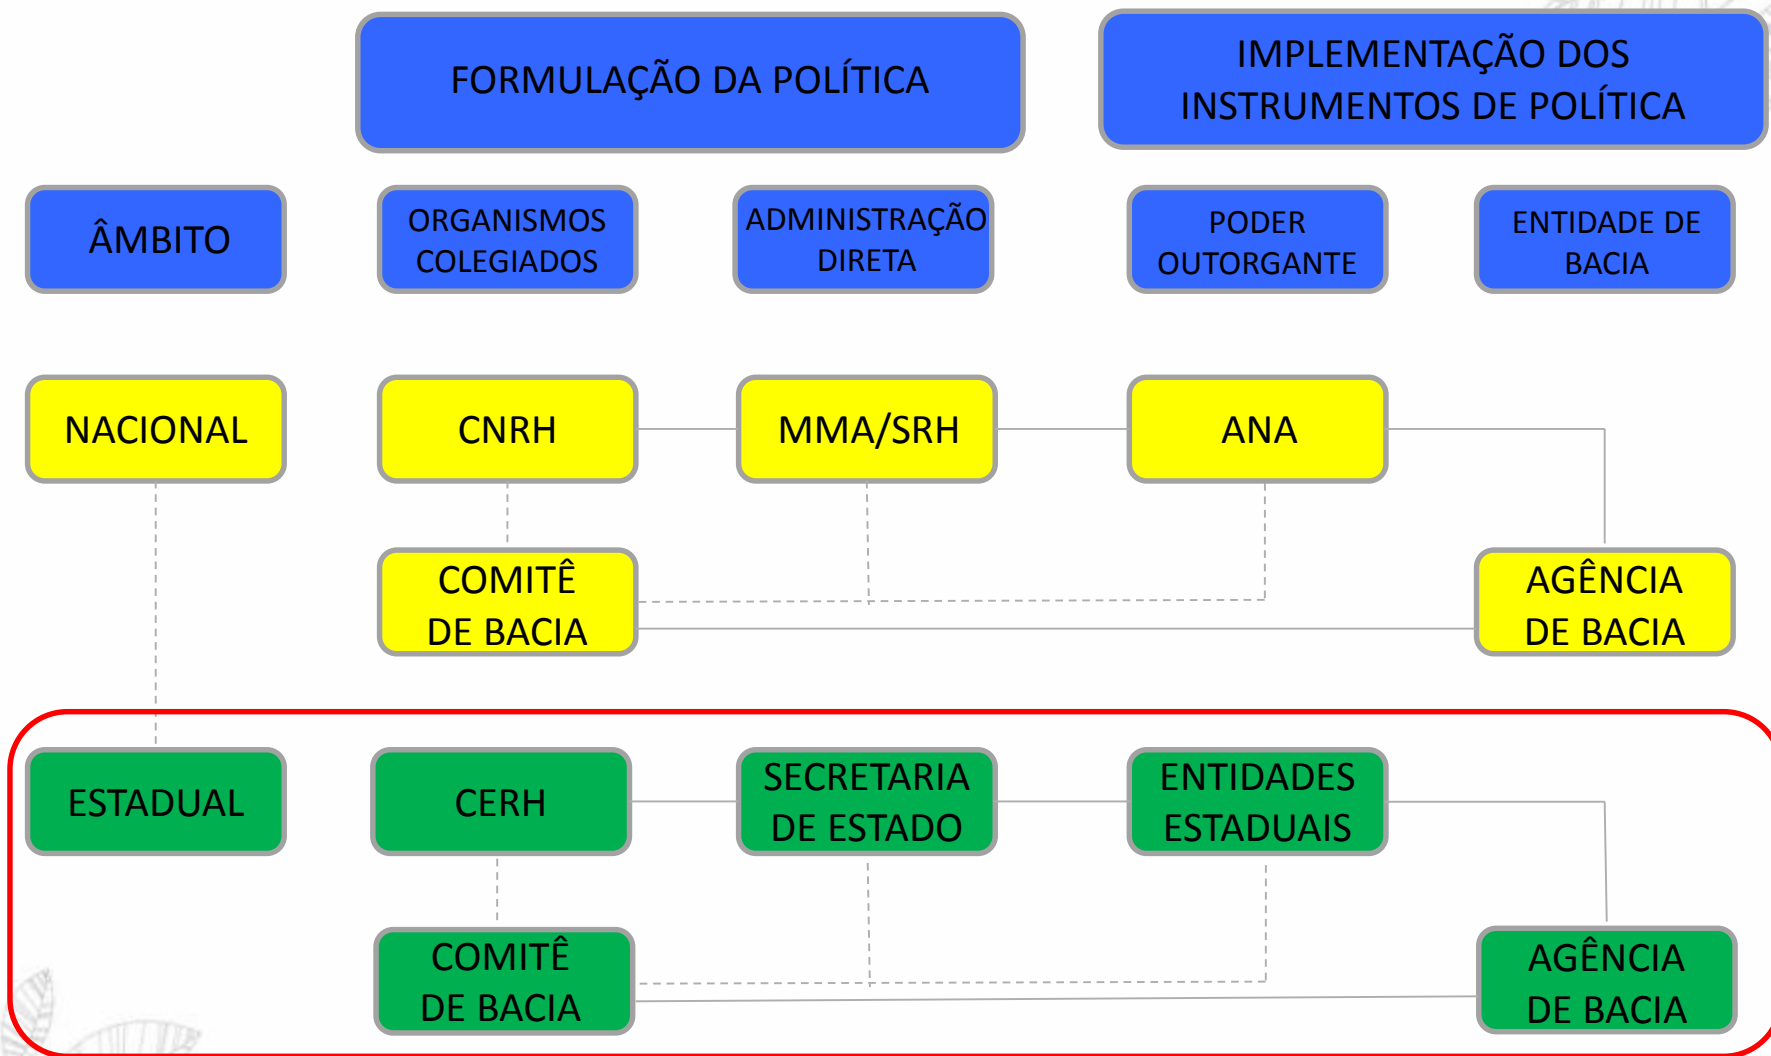 FORMULAÇÃO DA POLÍTICA
IMPLEMENTAÇÃO DOS
INSTRUMENTOS DE POLÍTICA
ÂMBITO
ORGANISMOS
COLEGIADOS
ADMINISTRAÇÃO
DIRETA
PODER
OUTORGANTE
ENTIDADE DE
BACIA
NACIONAL
CNRH
MMA/SRH
ANA
COMITÊ
DE BACIA
AGÊNCIA
DE BACIA
ESTADUAL
CERH
SECRETARIA
DE ESTADO
ENTIDADES
ESTADUAIS
COMITÊ
DE BACIA
AGÊNCIA
DE BACIA